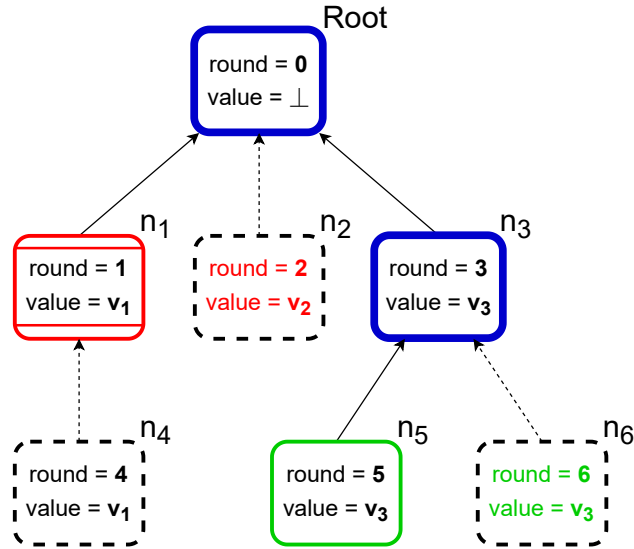 Root
round = 0
value = ⊥
n₁
round = 1
value = v₁
n₂
round = 2
value = v₂
n₃
round = 3
value = v₃
n₄
round = 4
value = v₁
n₅
round = 5
value = v₃
n₆
round = 6
value = v₃